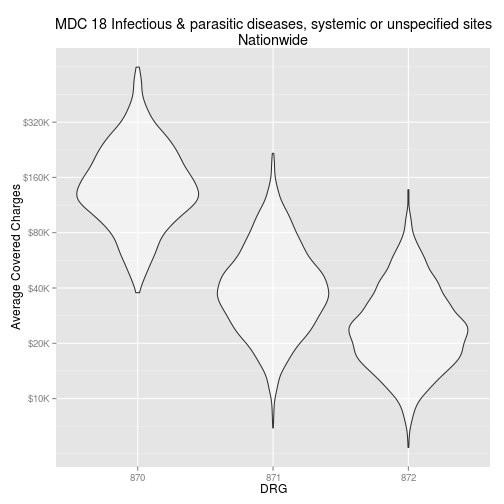 MDC 18 Infectious & parasitic diseases, systemic or unspecified sites
Nationwide
Average Covered Charges
$320K
$160K
$80K
$40K
$20K
$10K
870
871
872
DRG